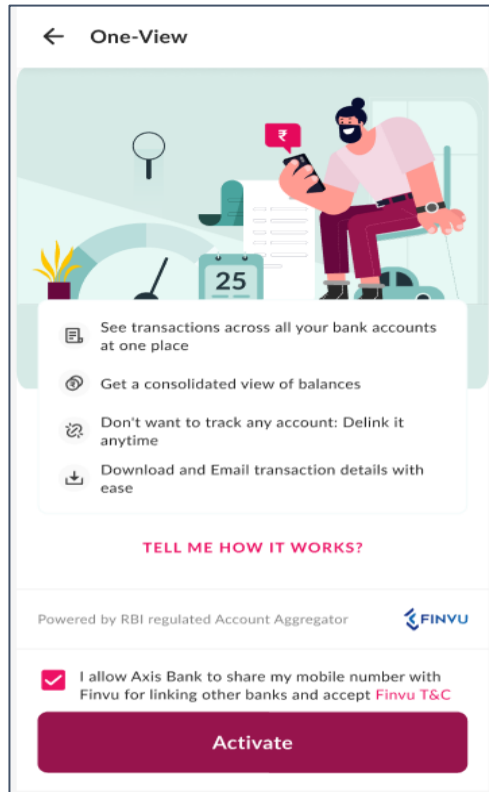 One-View
₹
25
See transactions across all your bank accounts
at one place
Get a consolidated view of balances
Don't want to track any account: Delink it
anytime
Download and Email transaction details with
ease
TELL ME HOW IT WORKS?
Powered by RBI regulated Account Aggregator
FINVU
I allow Axis Bank to share my mobile number with
Finvu for linking other banks and accept Finvu T&C
Activate